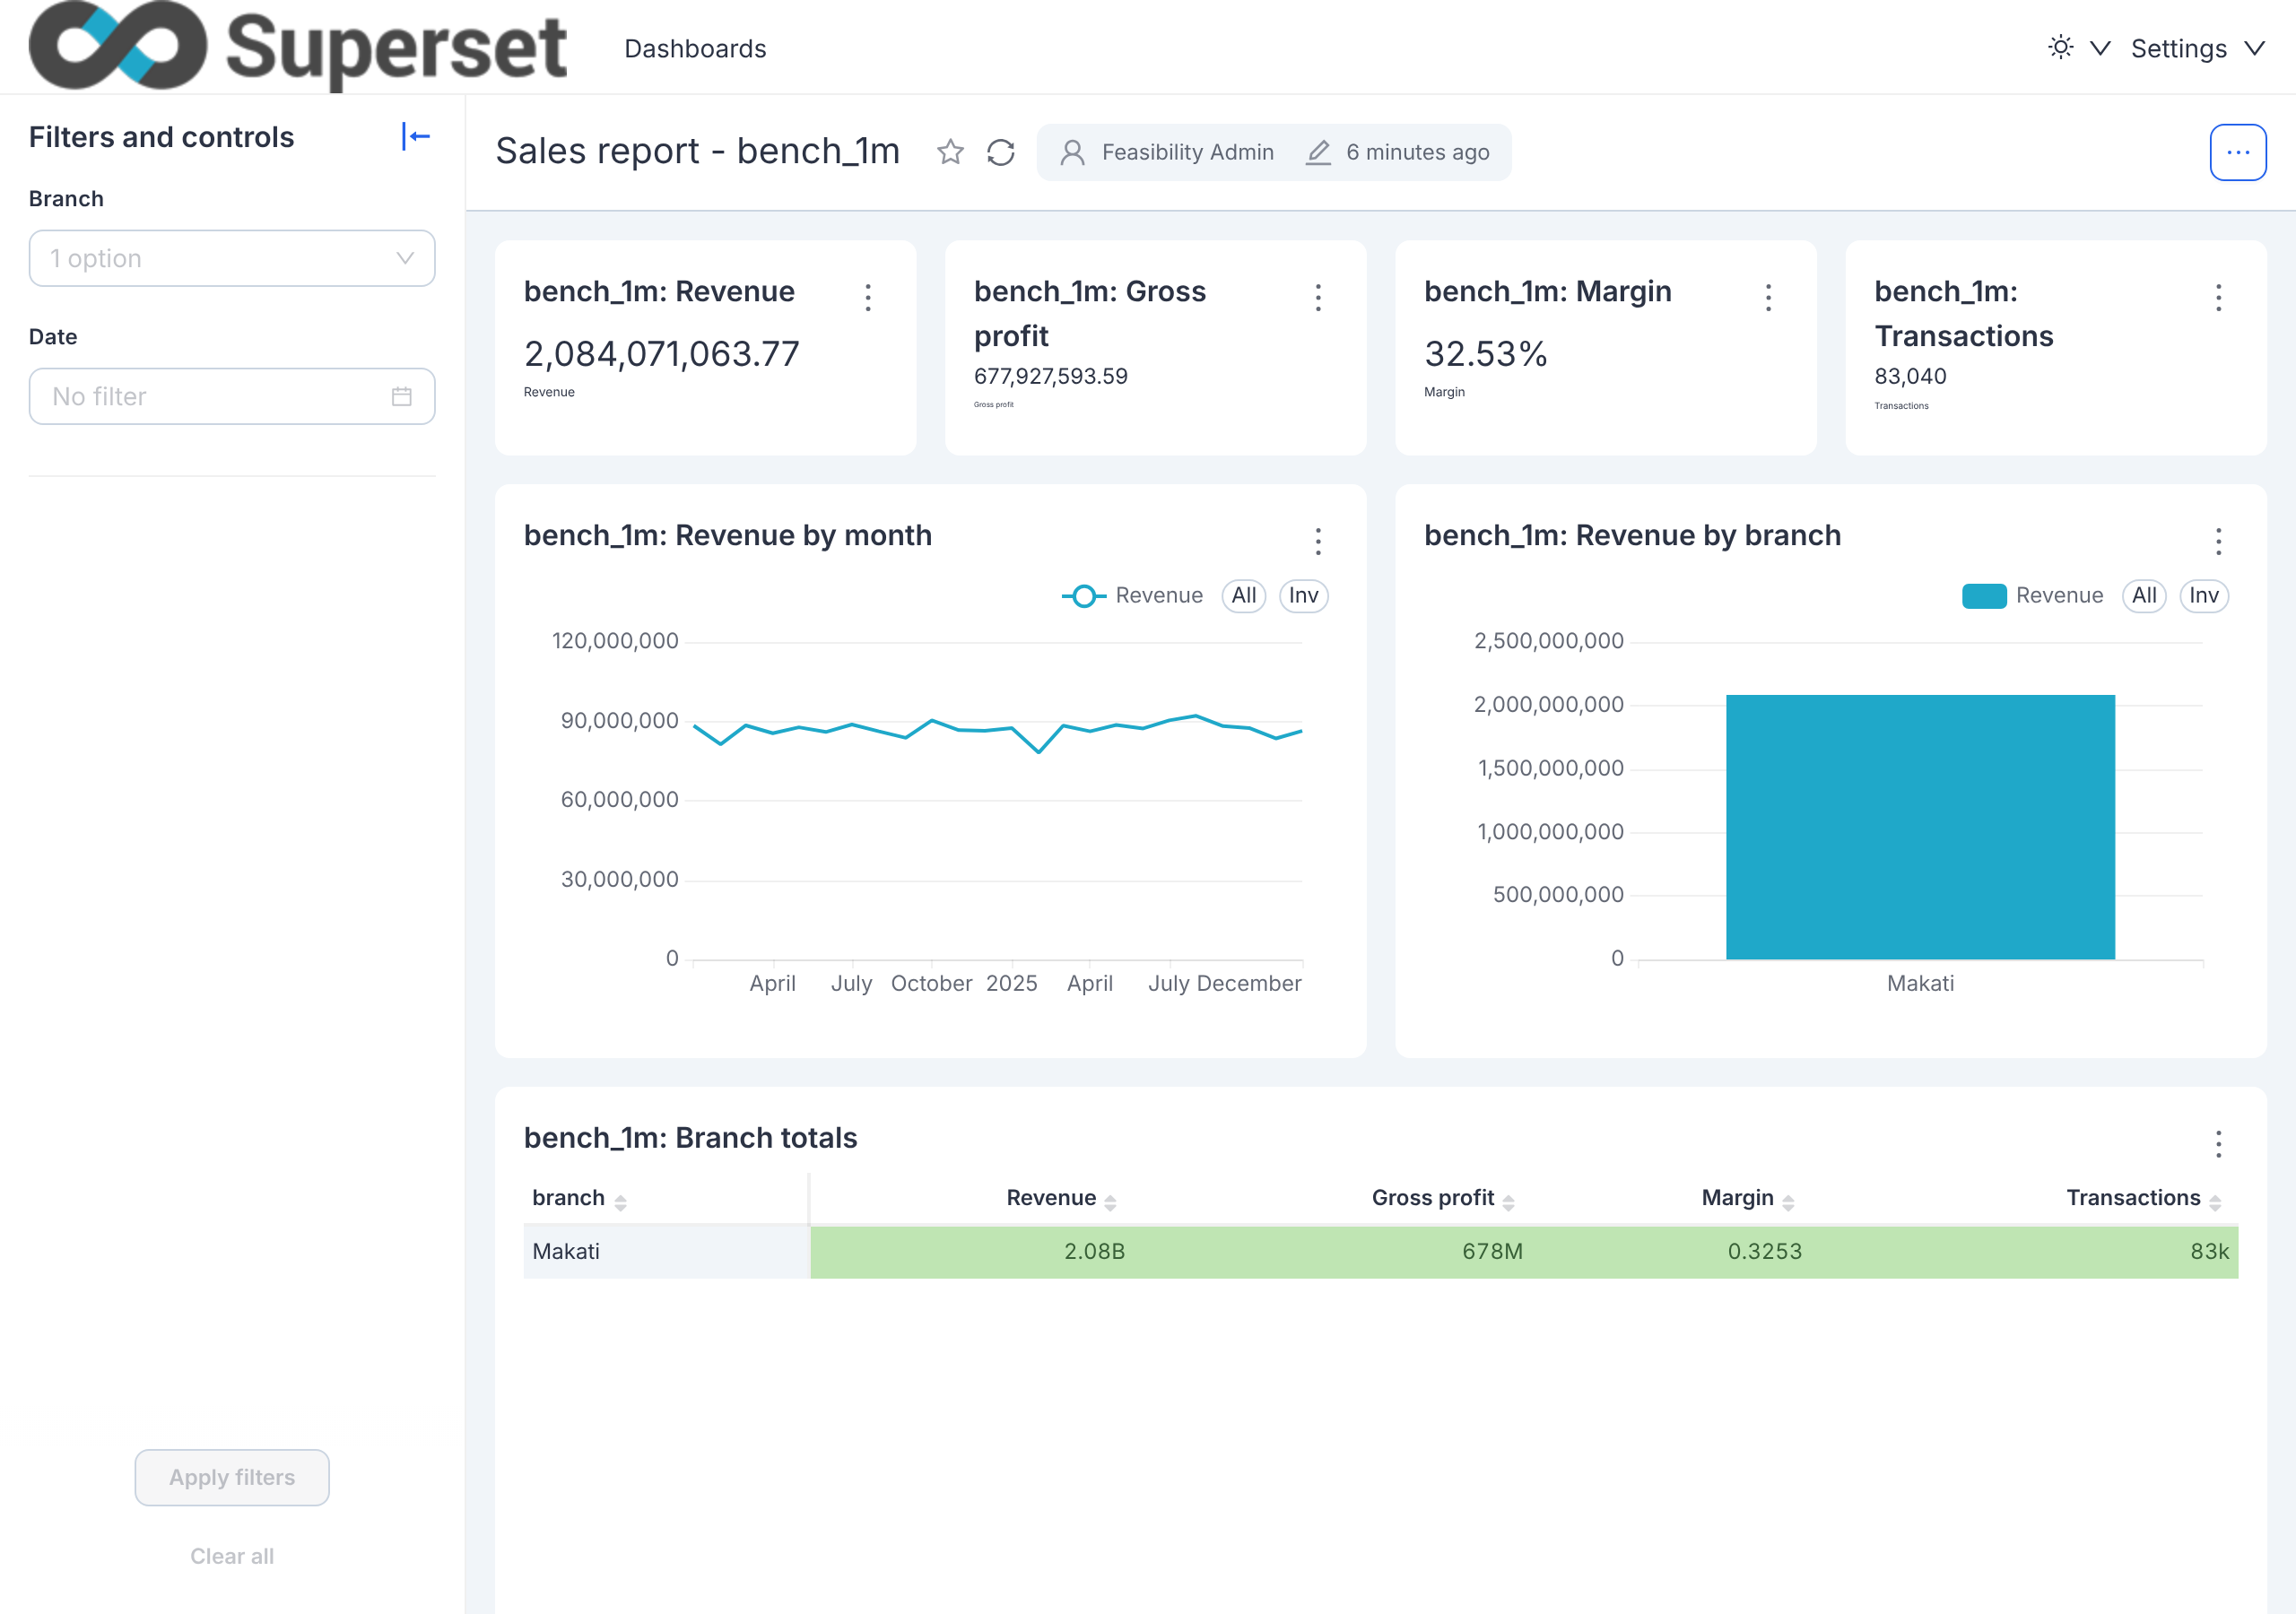 Superset
Dashboards
Settings
Filters and controls
Branch
1 option
Date
No filter
Apply filters
Clear all
Sales report - bench_1m
Feasibility Admin
6 minutes ago
bench_1m: Revenue
2,084,071,063.77
Revenue
bench_1m: Gross
profit
677,927,593.59
Gross profit
bench_1m: Margin
32.53%
Margin
bench_1m:
Transactions
83,040
Transactions
bench_1m: Revenue by month
Revenue All Inv
120,000,000
90,000,000
60,000,000
30,000,000
0
April July October 2025 April July December
bench_1m: Revenue by branch
Revenue All Inv
2,500,000,000
2,000,000,000
1,500,000,000
1,000,000,000
500,000,000
0
Makati
bench_1m: Branch totals
branch Revenue Gross profit Margin Transactions
Makati 2.08B 678M 0.3253 83k